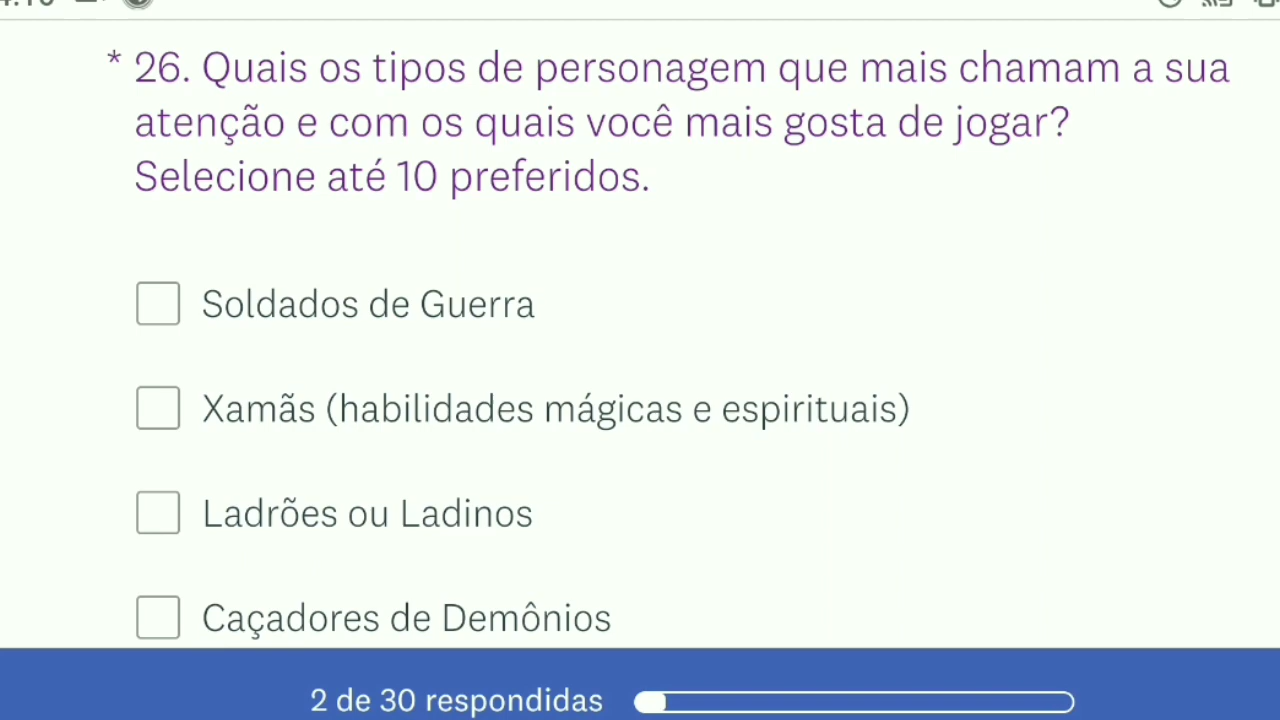 * 26. Quais os tipos de personagem que mais chamam a sua
atenção e com os quais você mais gosta de jogar?
Selecione até 10 preferidos.
Soldados de Guerra
Xamãs (habilidades mágicas e espirituais)
Ladrões ou Ladinos
Caçadores de Demônios
2 de 30 respondidas